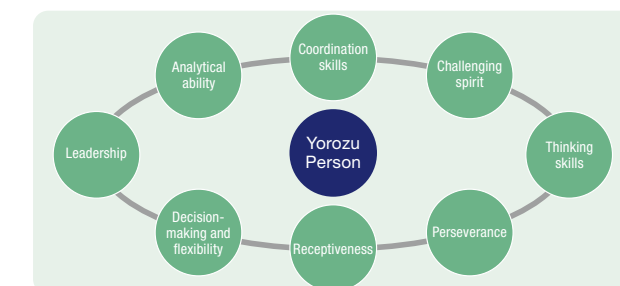 Coordination
skills
Analytical
ability
Challenging
spirit
Leadership
Yorozu
Person
Thinking
skills
Decision-
making and
flexibility
Receptiveness
Perseverance